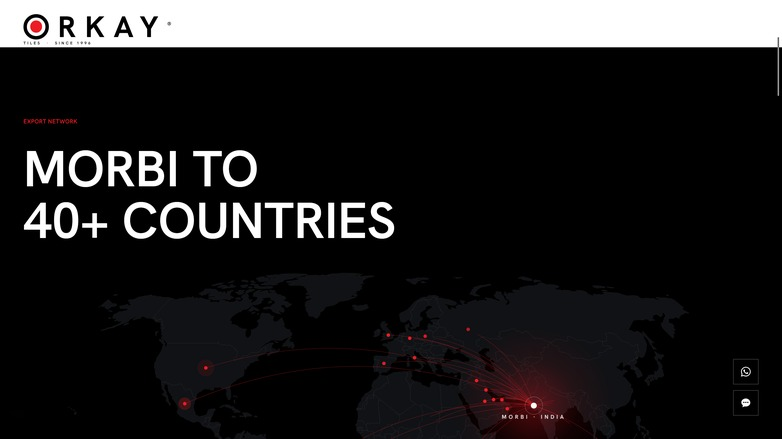 ORKAY®
TILES · SINCE 1996
EXPORT NETWORK
MORBI TO
40+ COUNTRIES
MORBI · INDIA